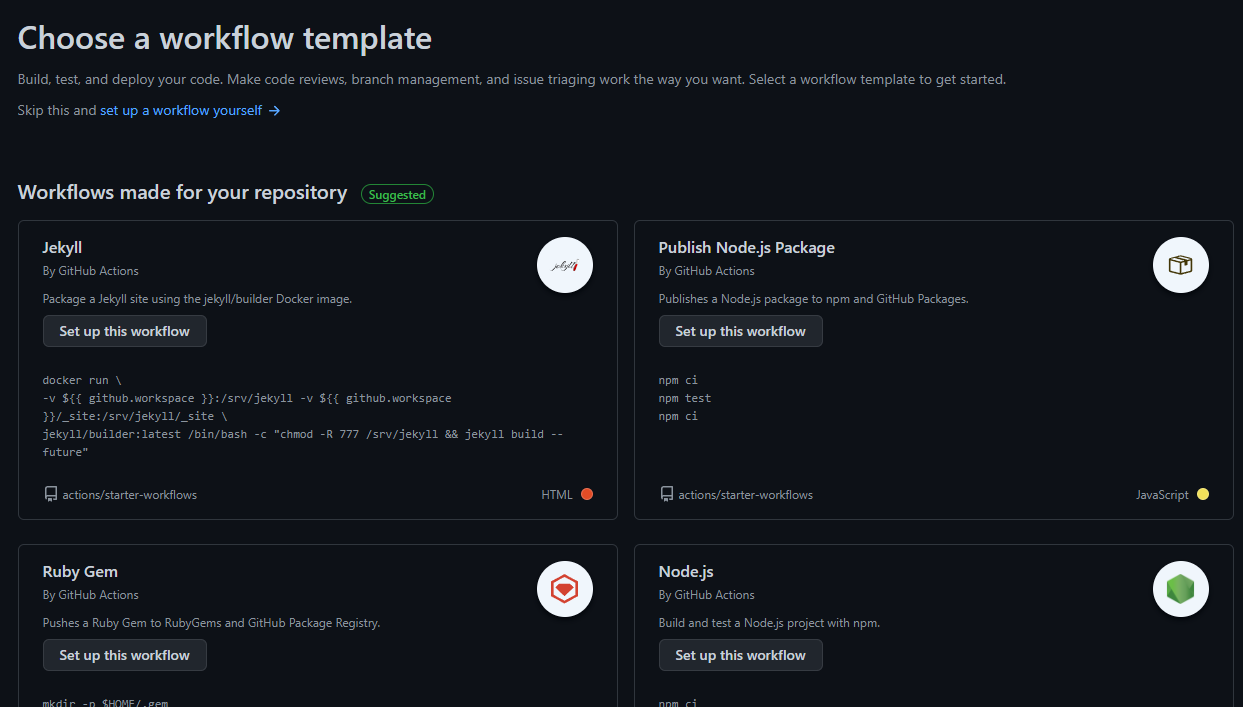 Choose a workflow template
Build, test, and deploy your code. Make code reviews, branch management, and issue triaging work the way you want. Select a workflow template to get started.
Skip this and set up a workflow yourself →
Workflows made for your repository Suggested
Jekyll
By GitHub Actions
jekyll
Package a Jekyll site using the jekyll/builder Docker image.
Set up this workflow
docker run \
-v ${{ github.workspace }}:/srv/jekyll -v ${{ github.workspace
}}/_site:/srv/jekyll/_site \
jekyll/builder:latest /bin/bash -c "chmod -R 777 /srv/jekyll && jekyll build --
future"
actions/starter-workflows
HTML
Publish Node.js Package
By GitHub Actions
Publishes a Node.js package to npm and GitHub Packages.
Set up this workflow
npm ci
npm test
npm ci
actions/starter-workflows
JavaScript
Ruby Gem
By GitHub Actions
Pushes a Ruby Gem to RubyGems and GitHub Package Registry.
Set up this workflow
mkdir -p $HOME/.gem
Node.js
By GitHub Actions
Build and test a Node.js project with npm.
Set up this workflow
npm ci